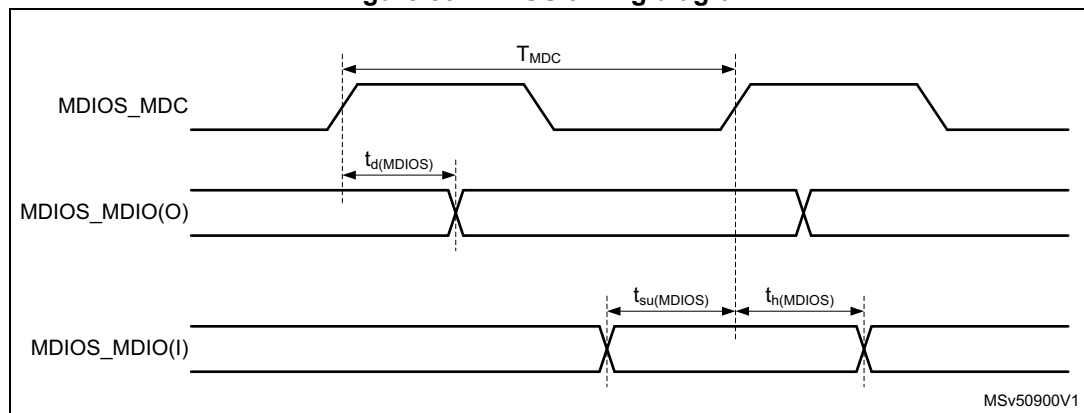 T_MDC
MDIOS_MDC
t_d(MDIOS)
MDIOS_MDIO(O)
t_su(MDIOS) t_h(MDIOS)
MDIOS_MDIO(I)
MSv50900V1